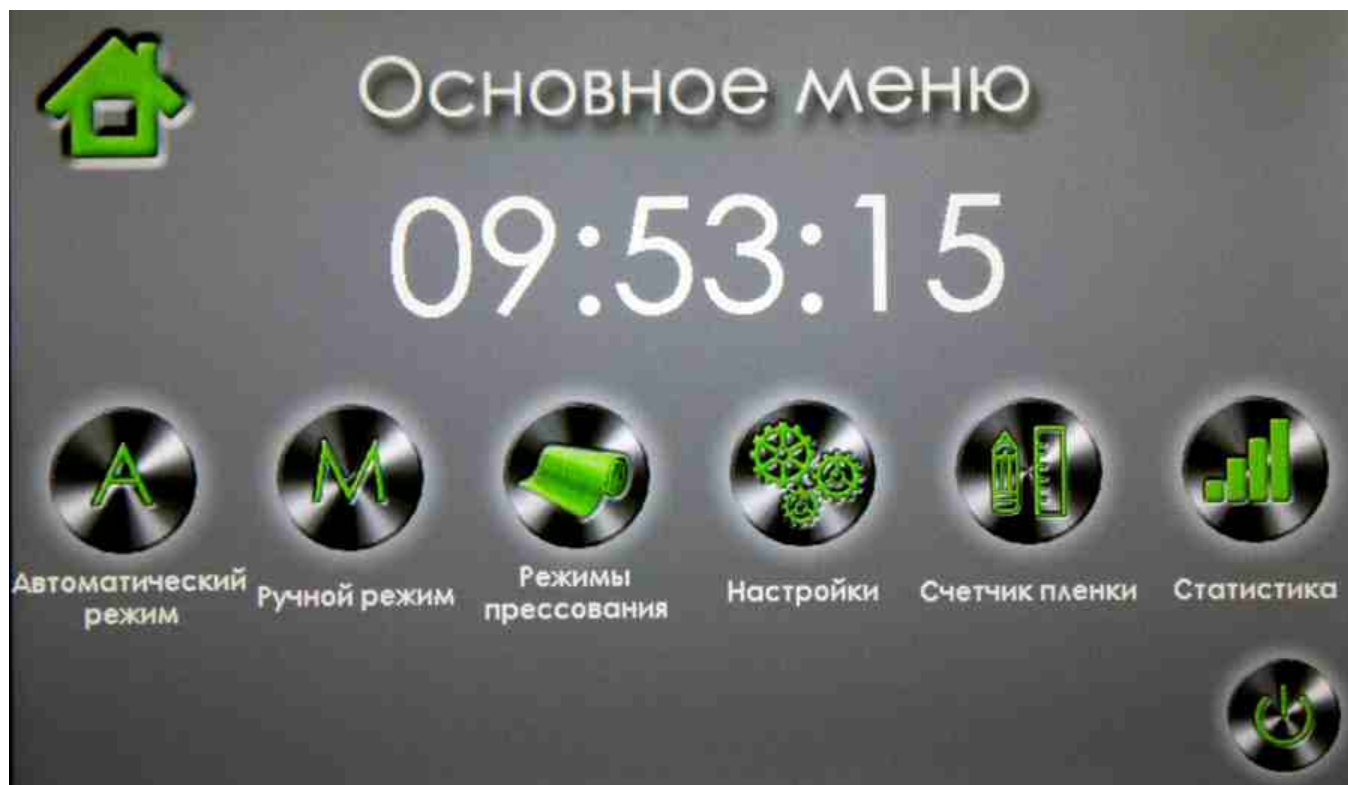 Основное меню
09:53:15
А
М
Автоматический
режим
Ручной режим
Режимы
прессования
Настройки
Счетчик пленки
Статистика